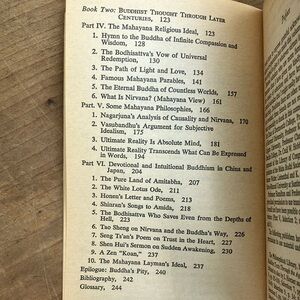 Book Two: BUDDHIST THOUGHT THROUGH LATER
CENTURIES, 123
Part IV. The Mahayana Religious Ideal, 123
1. Hymn to the Buddha of Infinite Compassion and
Wisdom, 128
2. The Bodhisattva's Vow of Universal
Redemption, 130
3. The Path of Light and Love, 134
4. Famous Mahayana Parables, 141
5. The Eternal Buddha of Countless Worlds, 157
6. What Is Nirvana? (Mahayana View) 161
Part. V. Some Mahayana Philosophies, 166
1. Nagarjuna's Analysis of Causality and Nirvana, 170
2. Vasubandhu's Argument for Subjective
Idealism, 175
3. Ultimate Reality Is Absolute Mind, 181
4. Ultimate Reality Transcends What Can Be Expressed
in Words, 194
Part VI. Devotional and Intuitional Buddhism in China
and Japan, 204
1. The Pure Land of Amitabha, 207
2. The White Lotus Ode, 211
3. Honen's Letter and Poems, 213
4. Shinran's Songs to Amida, 218
5. The Bodhisattva Who Saves Even from the Depths of
Hell, 223
6. Tao Sheng on Nirvana and the Buddha's Way, 226
7. Seng Ts'an's Poem on Trust in the Heart, 227
8. Shen Hui's Sermon on Sudden Awakening, 230
9. A Zen "Koan," 231
10. The Mahayana Layman's Ideal, 237
Epilogue: Buddha's Pity, 240
Bibliography, 242
Glossary, 244